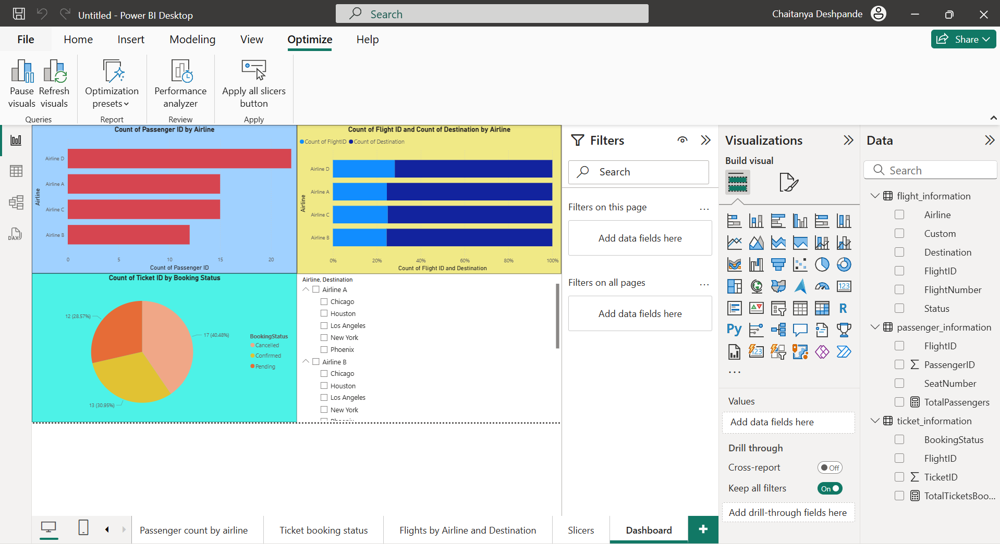 Untitled - Power BI Desktop
Search
Chaitanya Deshpande
File
Home
Insert
Modeling
View
Optimize
Help
Share
Pause visuals
Refresh visuals
Optimization presets
Performance analyzer
Apply all slicers button
Queries
Report
Review
Apply
Count of Passenger ID by Airline
Airline
Airline D
Airline A
Airline C
Airline B
0
5
10
15
20
Count of Passenger ID
Count of Flight ID and Count of Destination by Airline
Count of FlightID
Count of Destination
Airline
Airline D
Airline A
Airline C
Airline B
0%
20%
40%
60%
80%
100%
Count of Flight ID and Destination
Count of Ticket ID by Booking Status
12 (28.57%)
17 (40.48%)
13 (30.95%)
BookingStatus
Cancelled
Confirmed
Pending
Airline, Destination
Airline A
Chicago
Houston
Los Angeles
New York
Phoenix
Airline B
Chicago
Houston
Los Angeles
New York
Filters
Search
Filters on this page
...
Add data fields here
Filters on all pages
...
Add data fields here
Visualizations
Build visual
123
R
Py
123
...
Values
Add data fields here
Drill through
Cross-report
Off
Keep all filters
On
Add drill-through fields here
Data
Search
flight_information
Airline
Custom
Destination
FlightID
FlightNumber
Status
passenger_information
FlightID
PassengerID
SeatNumber
TotalPassengers
ticket_information
BookingStatus
FlightID
TicketID
TotalTicketsBoo...
DAX
Passenger count by airline
Ticket booking status
Flights by Airline and Destination
Slicers
Dashboard